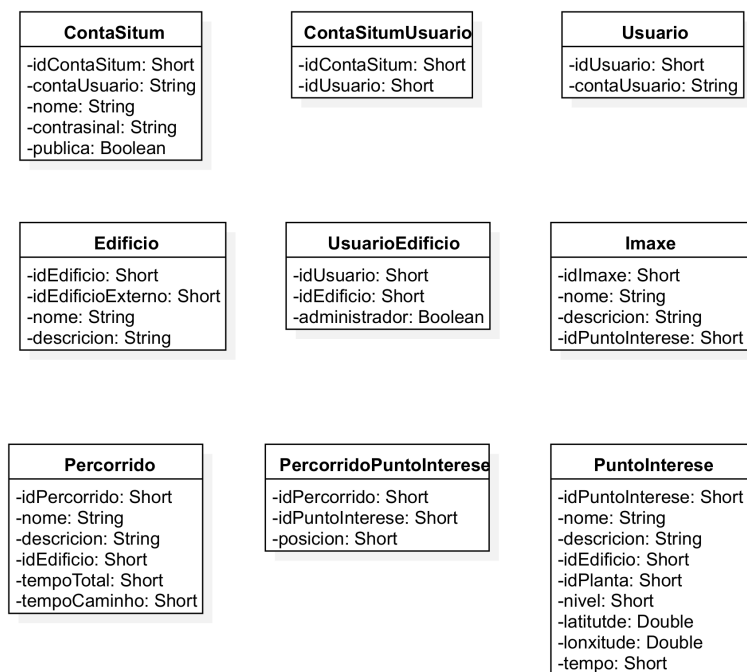 ContaSitum
-idContaSitum: Short
-contaUsuario: String
-nome: String
-contrasinal: String
-publica: Boolean
ContaSitumUsuario
-idContaSitum: Short
-idUsuario: Short
Usuario
-idUsuario: Short
-contaUsuario: String
Edificio
-idEdificio: Short
-idEdificioExterno: Short
-nome: String
-descricion: String
UsuarioEdificio
-idUsuario: Short
-idEdificio: Short
-administrador: Boolean
Imaxe
-idImaxe: Short
-nome: String
-descricion: String
-idPuntoInterese: Short
Percorrido
-idPercorrido: Short
-nome: String
-descricion: String
-idEdificio: Short
-tempoTotal: Short
-tempoCaminho: Short
PercorridoPuntoInterese
-idPercorrido: Short
-idPuntoInterese: Short
-posicion: Short
PuntoInterese
-idPuntoInterese: Short
-nome: String
-descricion: String
-idEdificio: Short
-idPlanta: Short
-nivel: Short
-latitutde: Double
-lonxitude: Double
-tempo: Short